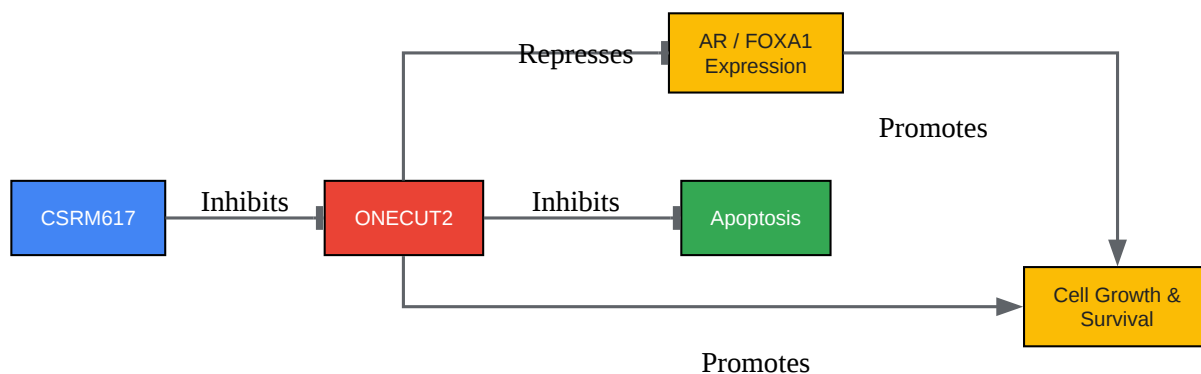 AR / FOXA1
Expression
Represses
Promotes
CSRM617
Inhibits
ONECUT2
Inhibits
Apoptosis
Cell Growth &
Survival
Promotes